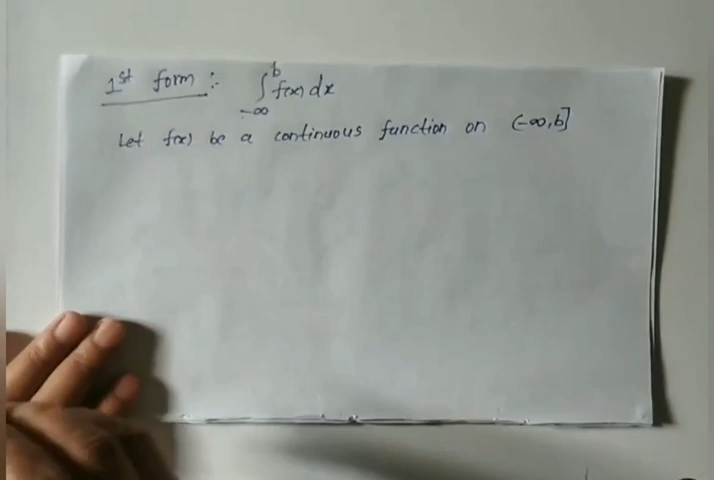 1st form :- ∫_{-∞}^{b} f(x) dx
Let f(x) be a continuous function on (-∞, b]